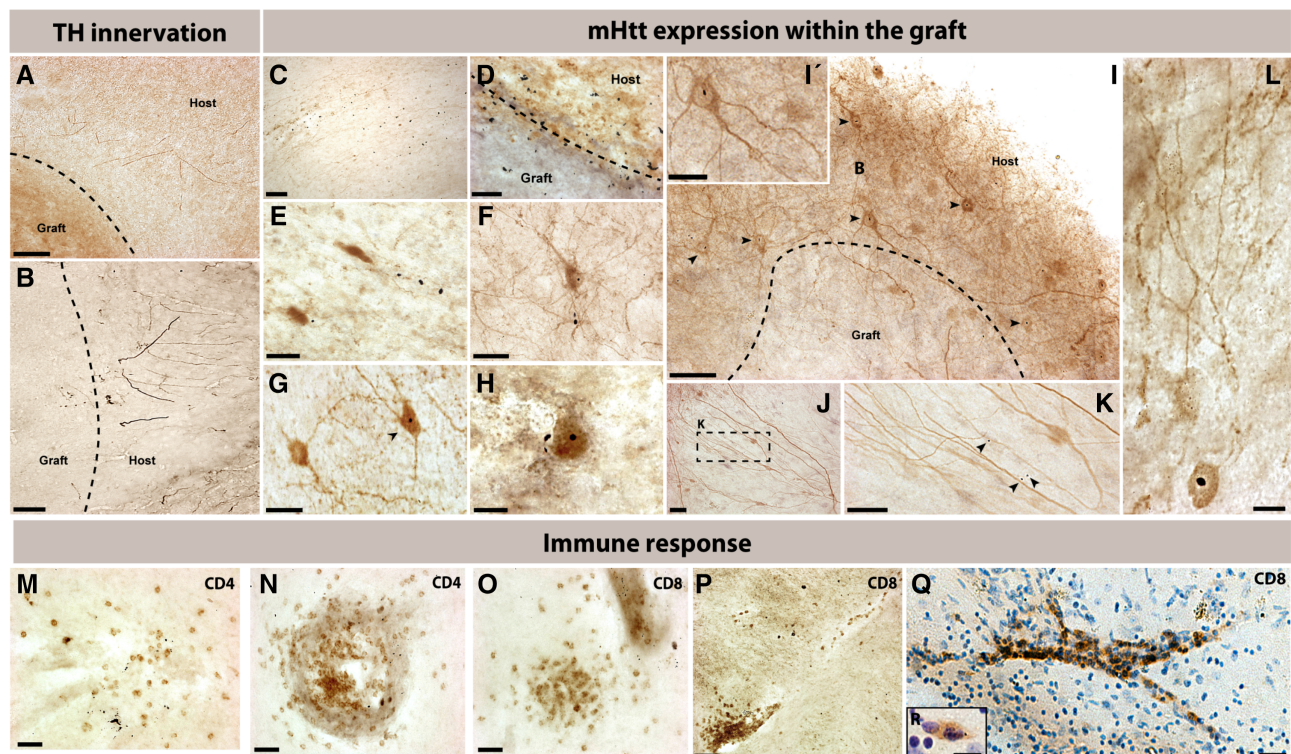 TH innervation
mHtt expression within the graft
A
Host
Graft
B
Graft
Host
C
D
Host
Graft
E
F
G
H
I´
I
Host
B
Graft
J
K
K
L
Immune response
M
CD4
N
CD4
O
CD8
P
CD8
Q
CD8
R